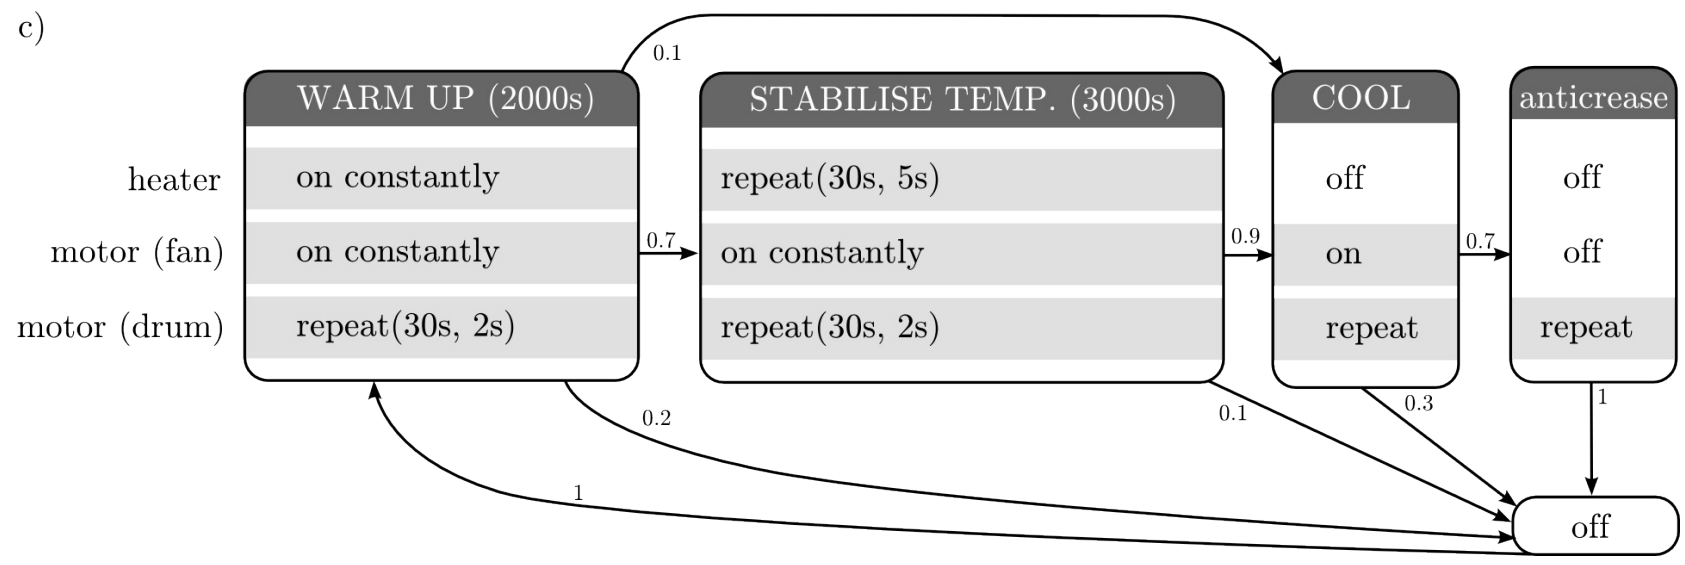 c)
0.1
WARM UP (2000s)
STABILISE TEMP. (3000s)
COOL
anticrease
heater
on constantly
repeat(30s, 5s)
off
off
motor (fan)
on constantly
0.7
on constantly
0.9
on
0.7
off
motor (drum)
repeat(30s, 2s)
repeat(30s, 2s)
repeat
repeat
0.2
0.1
0.3
1
1
off